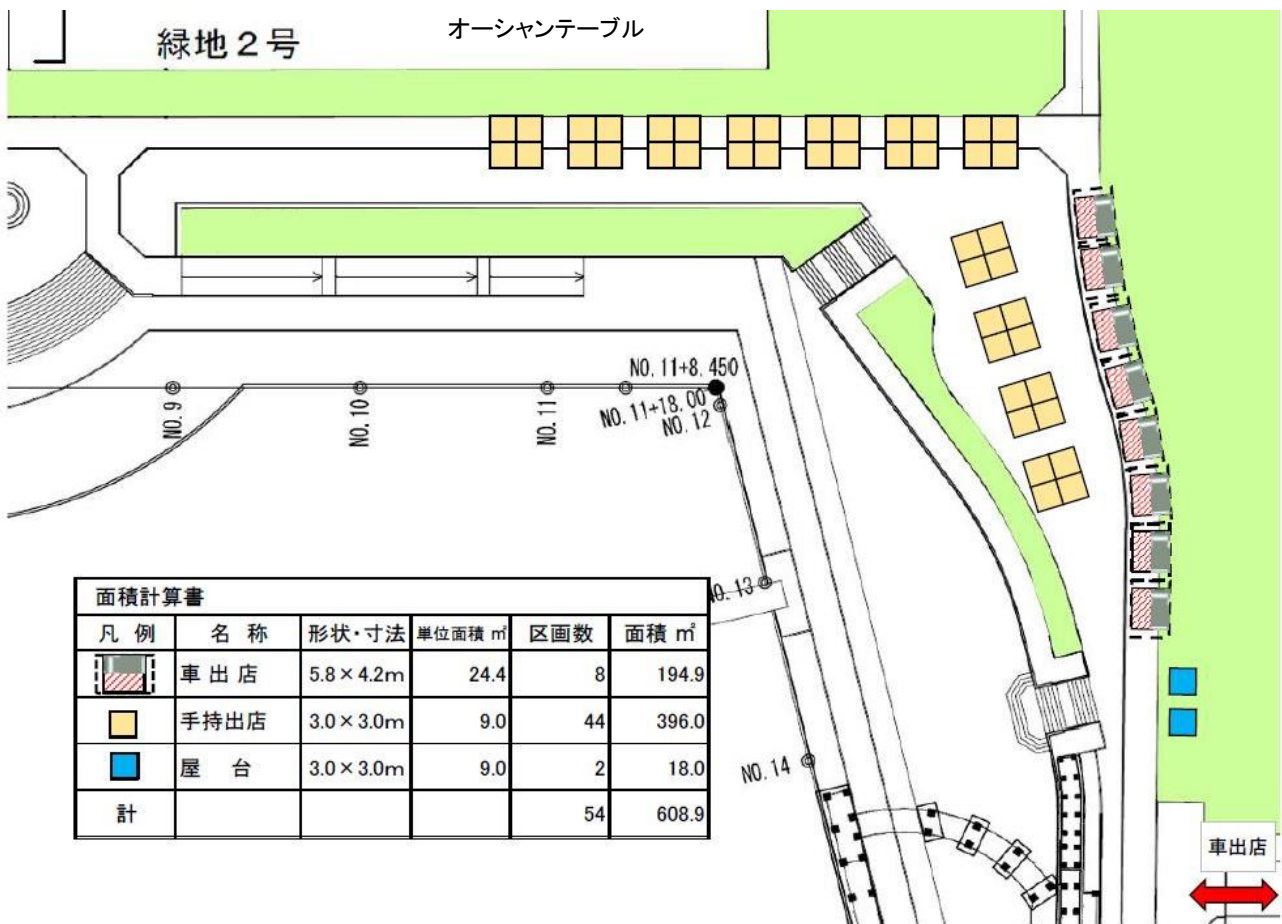 オーシャンテーブル
緑地２号
NO.11+8.450
NO.9
NO.10
NO.11
NO.11+18.00
NO.12
NO.13
NO.14
面積計算書
凡 例 名 称 形状・寸法 単位面積 ㎡ 区画数 面積 ㎡
車 出 店 5.8×4.2m 24.4 8 194.9
手持出店 3.0×3.0m 9.0 44 396.0
屋 台 3.0×3.0m 9.0 2 18.0
計 54 608.9
車出店